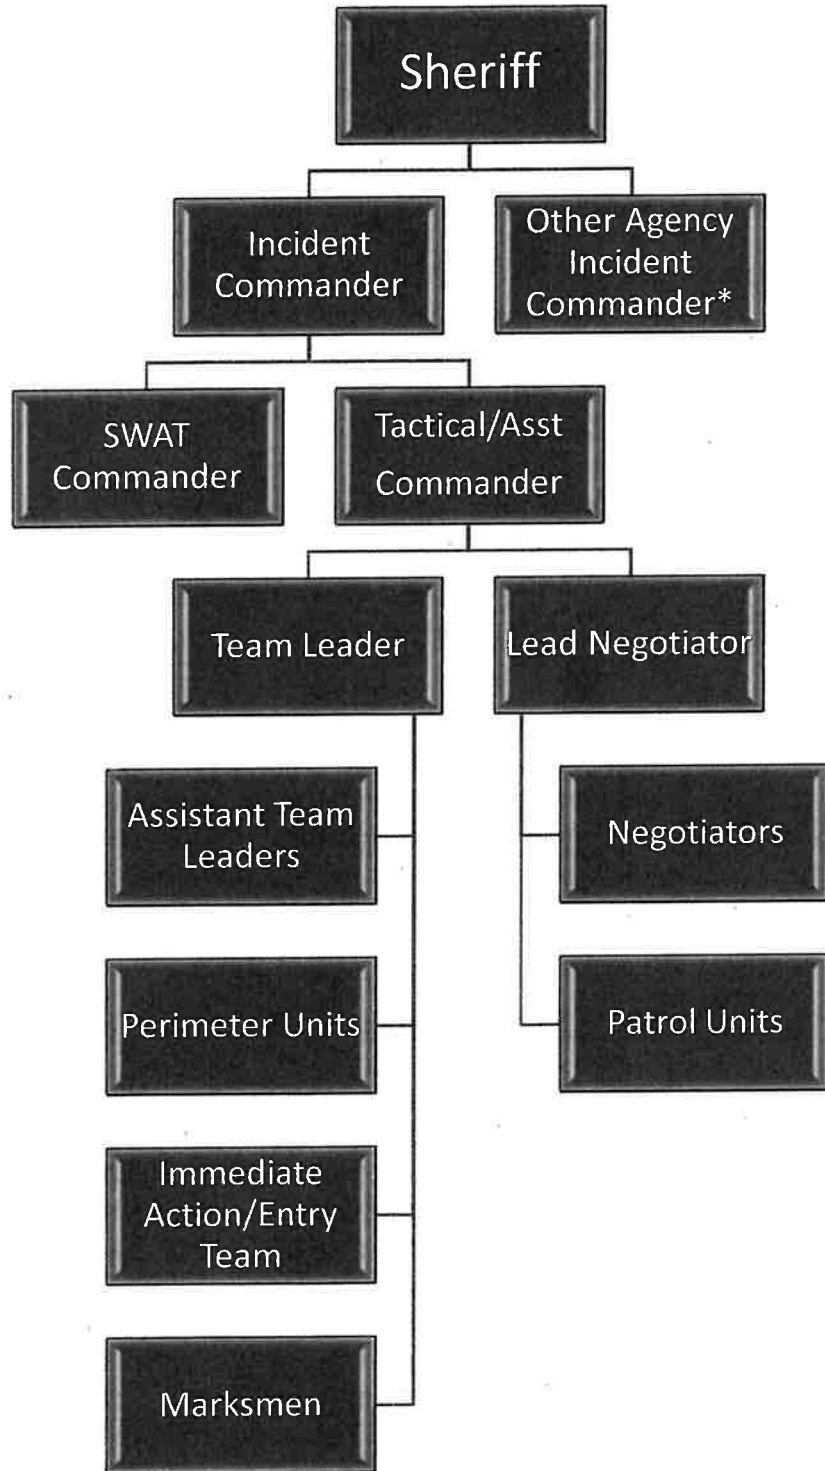 Sheriff
Incident
Commander
Other Agency
Incident
Commander*
SWAT
Commander
Tactical/Asst
Commander
Team Leader
Lead Negotiator
Assistant Team
Leaders
Negotiators
Perimeter Units
Patrol Units
Immediate
Action/Entry
Team
Marksmen